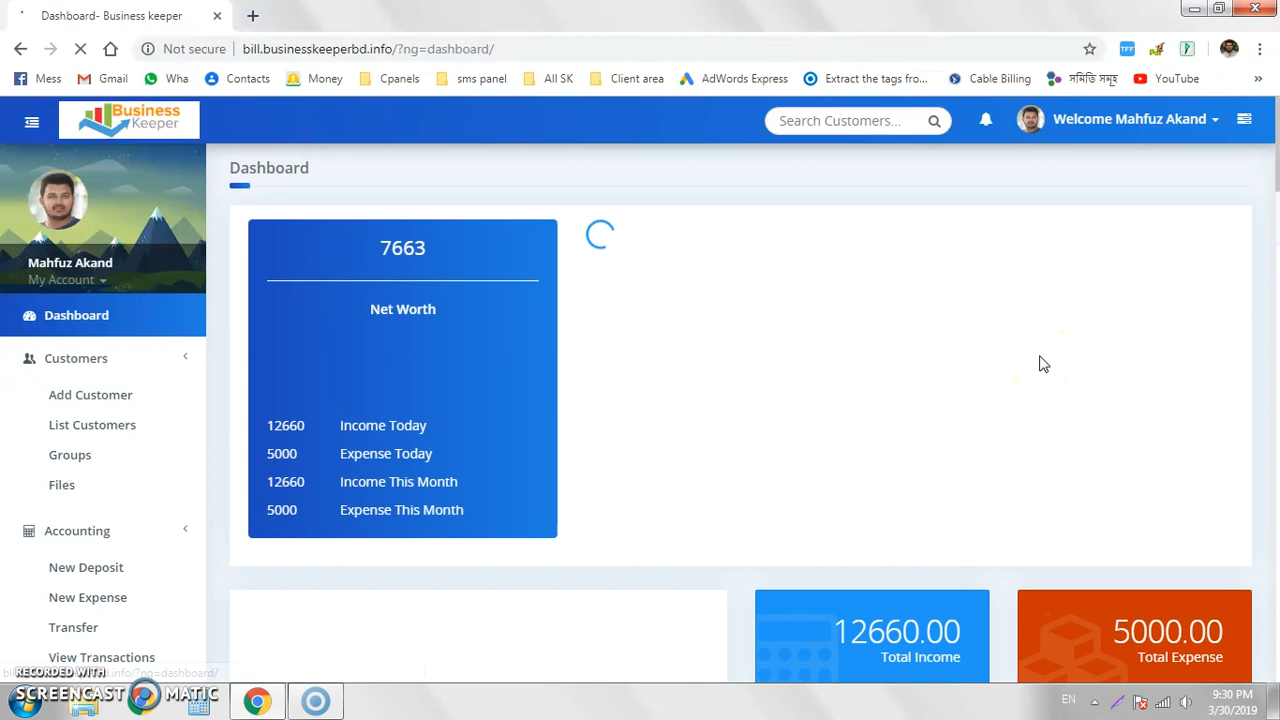 Dashboard- Business keeper
Not secure | bill.businesskeeperbd.info/?ng=dashboard/
Mess Gmail Wha Contacts Money Cpanels sms panel All SK Client area AdWords Express Extract the tags fro... Cable Billing সমিতি সমূহ YouTube »
Business Keeper
Search Customers...
Welcome Mahfuz Akand
Dashboard
Mahfuz Akand
My Account
Dashboard
Customers
Add Customer
List Customers
Groups
Files
Accounting
New Deposit
New Expense
Transfer
View Transactions
7663
Net Worth
12660 Income Today
5000 Expense Today
12660 Income This Month
5000 Expense This Month
12660.00
Total Income
5000.00
Total Expense
RECORDED WITH
SCREENCAST MATIC
EN
9:30 PM
3/30/2019